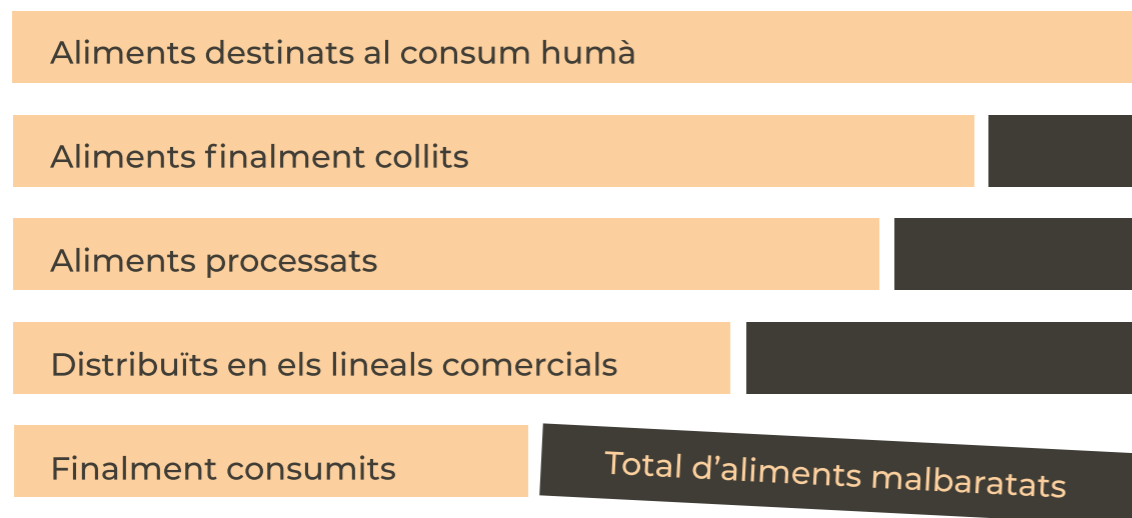 Aliments destinats al consum humà
Aliments finalment collits
Aliments processats
Distribuïts en els lineals comercials
Finalment consumits
Total d’aliments malbaratats